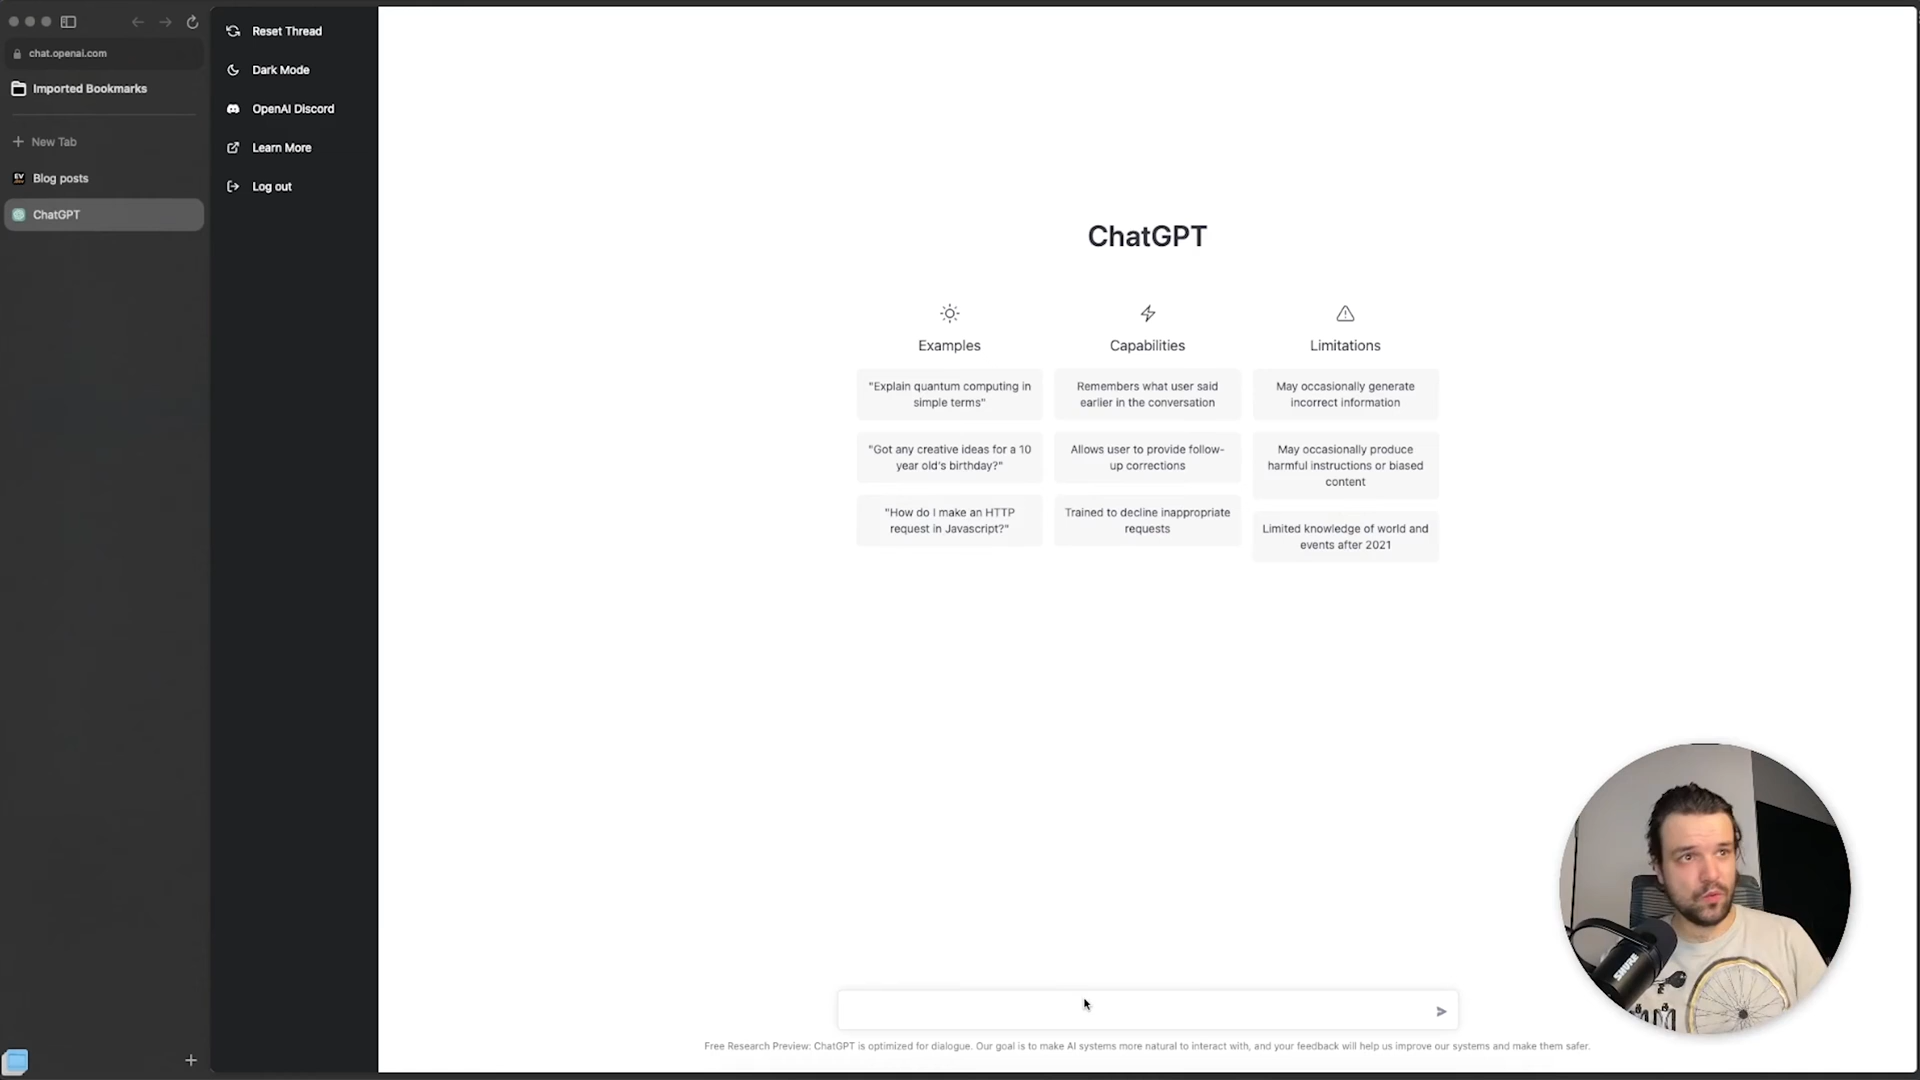 chat.openai.com
Imported Bookmarks
New Tab
Blog posts
ChatGPT
Reset Thread
Dark Mode
OpenAI Discord
Learn More
Log out
ChatGPT
Examples
"Explain quantum computing in
simple terms"
"Got any creative ideas for a 10
year old's birthday?"
"How do I make an HTTP
request in Javascript?"
Capabilities
Remembers what user said
earlier in the conversation
Allows user to provide follow-
up corrections
Trained to decline inappropriate
requests
Limitations
May occasionally generate
incorrect information
May occasionally produce
harmful instructions or biased
content
Limited knowledge of world and
events after 2021
SHURE
Free Research Preview: ChatGPT is optimized for dialogue. Our goal is to make AI systems more natural to interact with, and your feedback will help us improve our systems and make them safer.